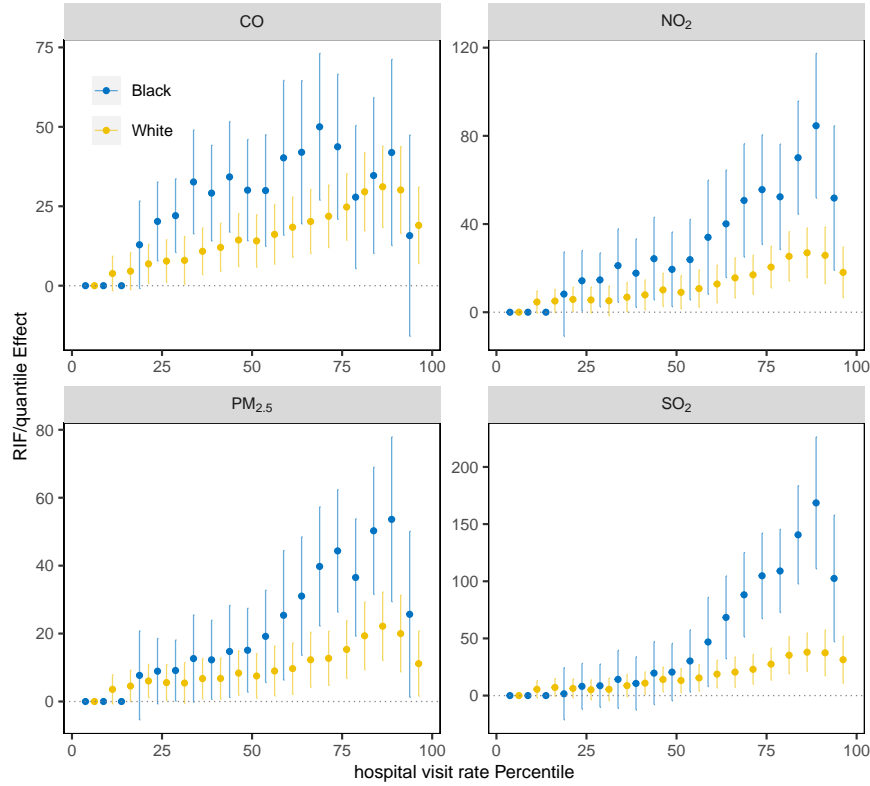 CO
NO₂
75
50
25
0
Black
White
120
80
40
0
0 25 50 75 100
0 25 50 75 100
RIF/quantile Effect
PM₂.₅
SO₂
80
60
40
20
0
200
150
100
50
0
0 25 50 75 100
0 25 50 75 100
hospital visit rate Percentile